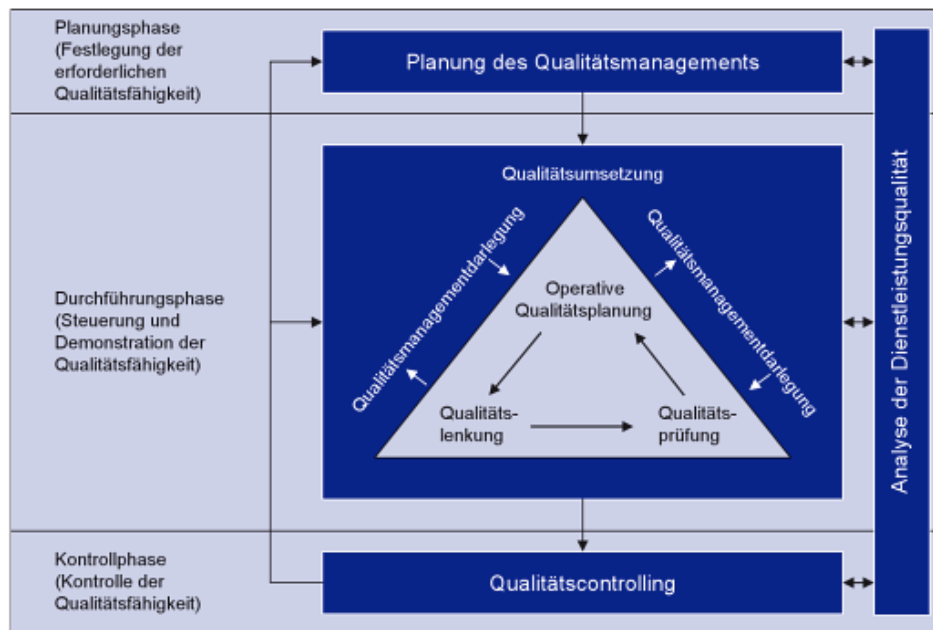 Planungsphase
(Festlegung der
erforderlichen
Qualitätsfähigkeit)
Planung des Qualitätsmanagements
Qualitätsumsetzung
Qualitätsmanagementdarlegung
Qualitätsmanagementdarlegung
Operative
Qualitätsplanung
Qualitäts-
lenkung
Qualitäts-
prüfung
Durchführungsphase
(Steuerung und
Demonstration der
Qualitätsfähigkeit)
Analyse der Dienstleistungsqualität
Kontrollphase
(Kontrolle der
Qualitätsfähigkeit)
Qualitätscontrolling